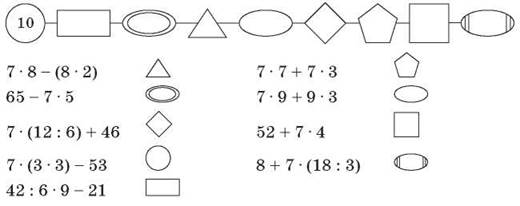 10
7 · 8 – (8 · 2)
65 – 7 · 5
7 · (12 : 6) + 46
7 · (3 · 3) – 53
42 : 6 · 9 – 21
7 · 7 + 7 · 3
7 · 9 + 9 · 3
52 + 7 · 4
8 + 7 · (18 : 3)